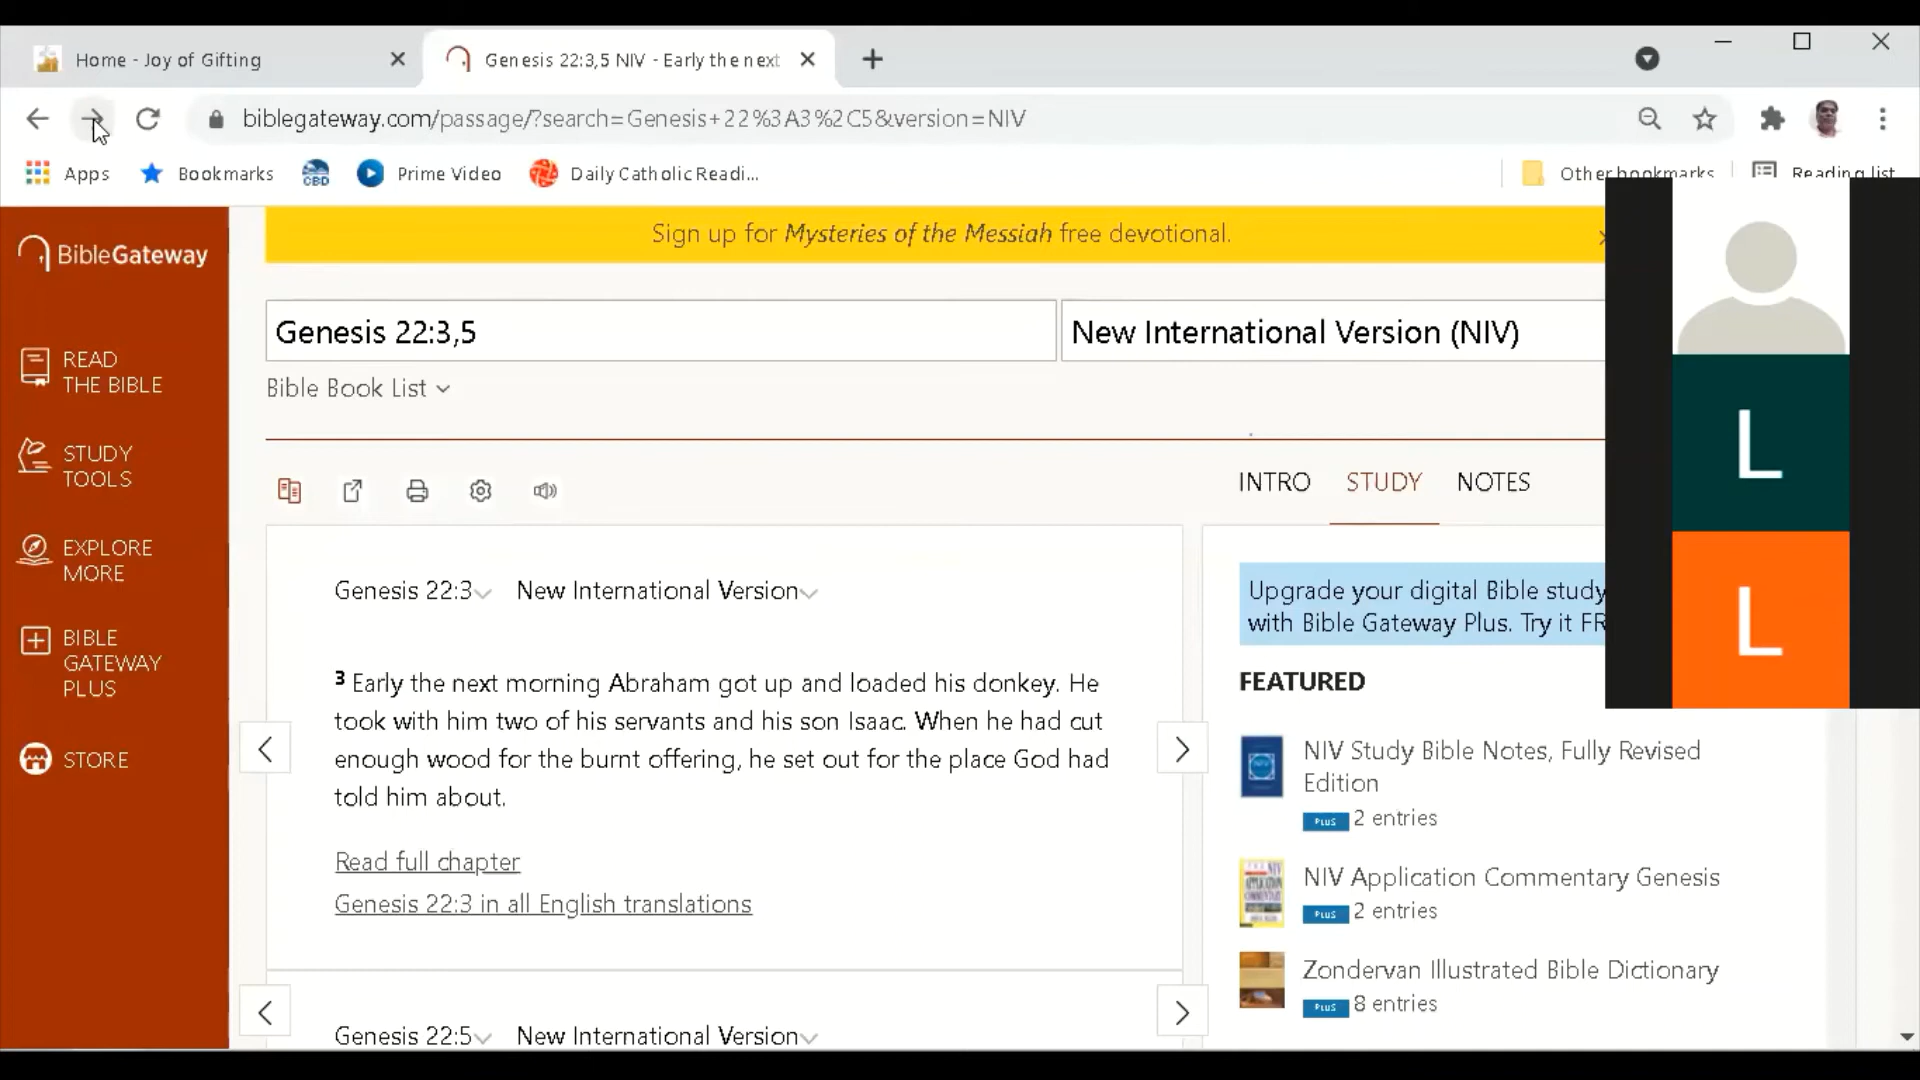 Home - Joy of Gifting
Genesis 22:3,5 NIV - Early the next
biblegateway.com/passage/?search=Genesis+22%3A3%2C5&version=NIV
Apps
Bookmarks
CBD
Prime Video
Daily Catholic Readi...
Other bookmarks
Reading list
BibleGateway
Sign up for Mysteries of the Messiah free devotional.
Genesis 22:3,5
New International Version (NIV)
Bible Book List
READ
THE BIBLE
STUDY
TOOLS
EXPLORE
MORE
BIBLE
GATEWAY
PLUS
STORE
INTRO
STUDY
NOTES
Genesis 22:3
New International Version
3 Early the next morning Abraham got up and loaded his donkey. He
took with him two of his servants and his son Isaac. When he had cut
enough wood for the burnt offering, he set out for the place God had
told him about.
Read full chapter
Genesis 22:3 in all English translations
Genesis 22:5
New International Version
Upgrade your digital Bible study
with Bible Gateway Plus. Try it FR
FEATURED
NIV Study Bible Notes, Fully Revised
Edition
PLUS 2 entries
NIV Application Commentary Genesis
PLUS 2 entries
Zondervan Illustrated Bible Dictionary
PLUS 8 entries
L
L